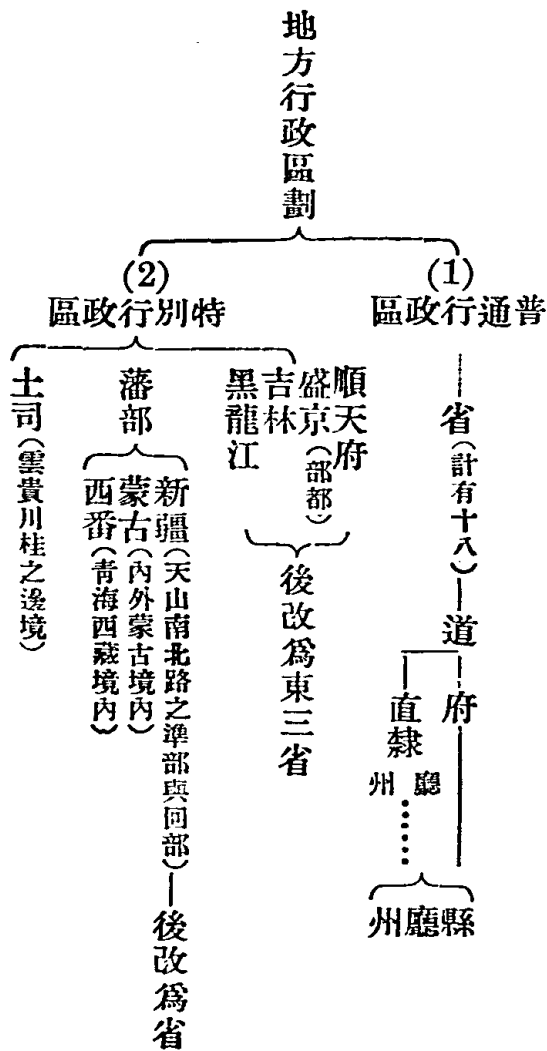 地方行政區劃
(1)
普通行政區
省(計有十八)
道
府
直隸
廳州
縣廳州
(2)
特別行政區
順天府
盛京(部都)
吉林
黑龍江
後改爲東三省
藩部
新疆(天山南北路之準部與回部)
後改爲省
蒙古(內外蒙古境內)
西番(靑海西藏境內)
土司(雲貴川桂之邊境)